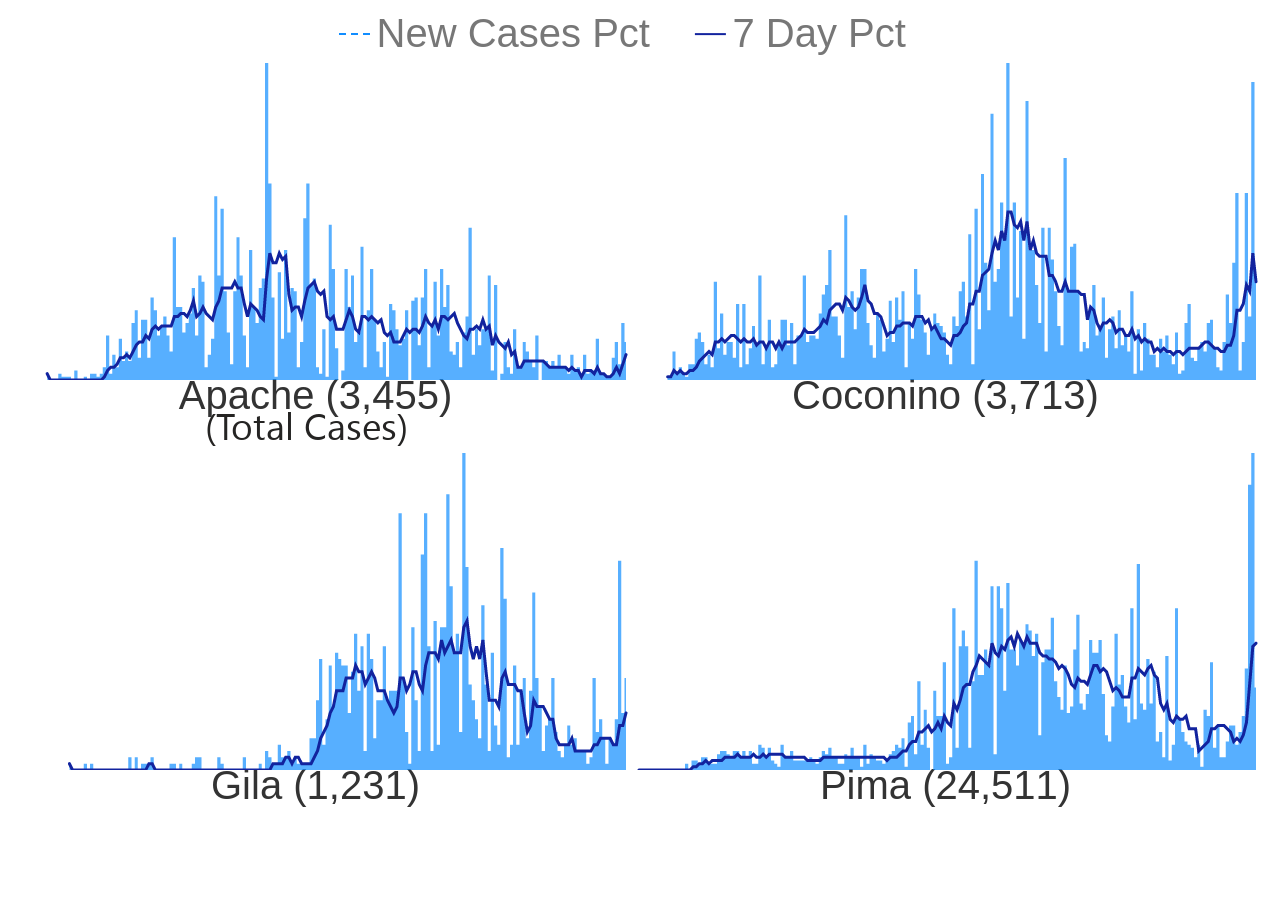 New Cases Pct 7 Day Pct
Apache (3,455) Coconino (3,713)
(Total Cases)
Gila (1,231) Pima (24,511)